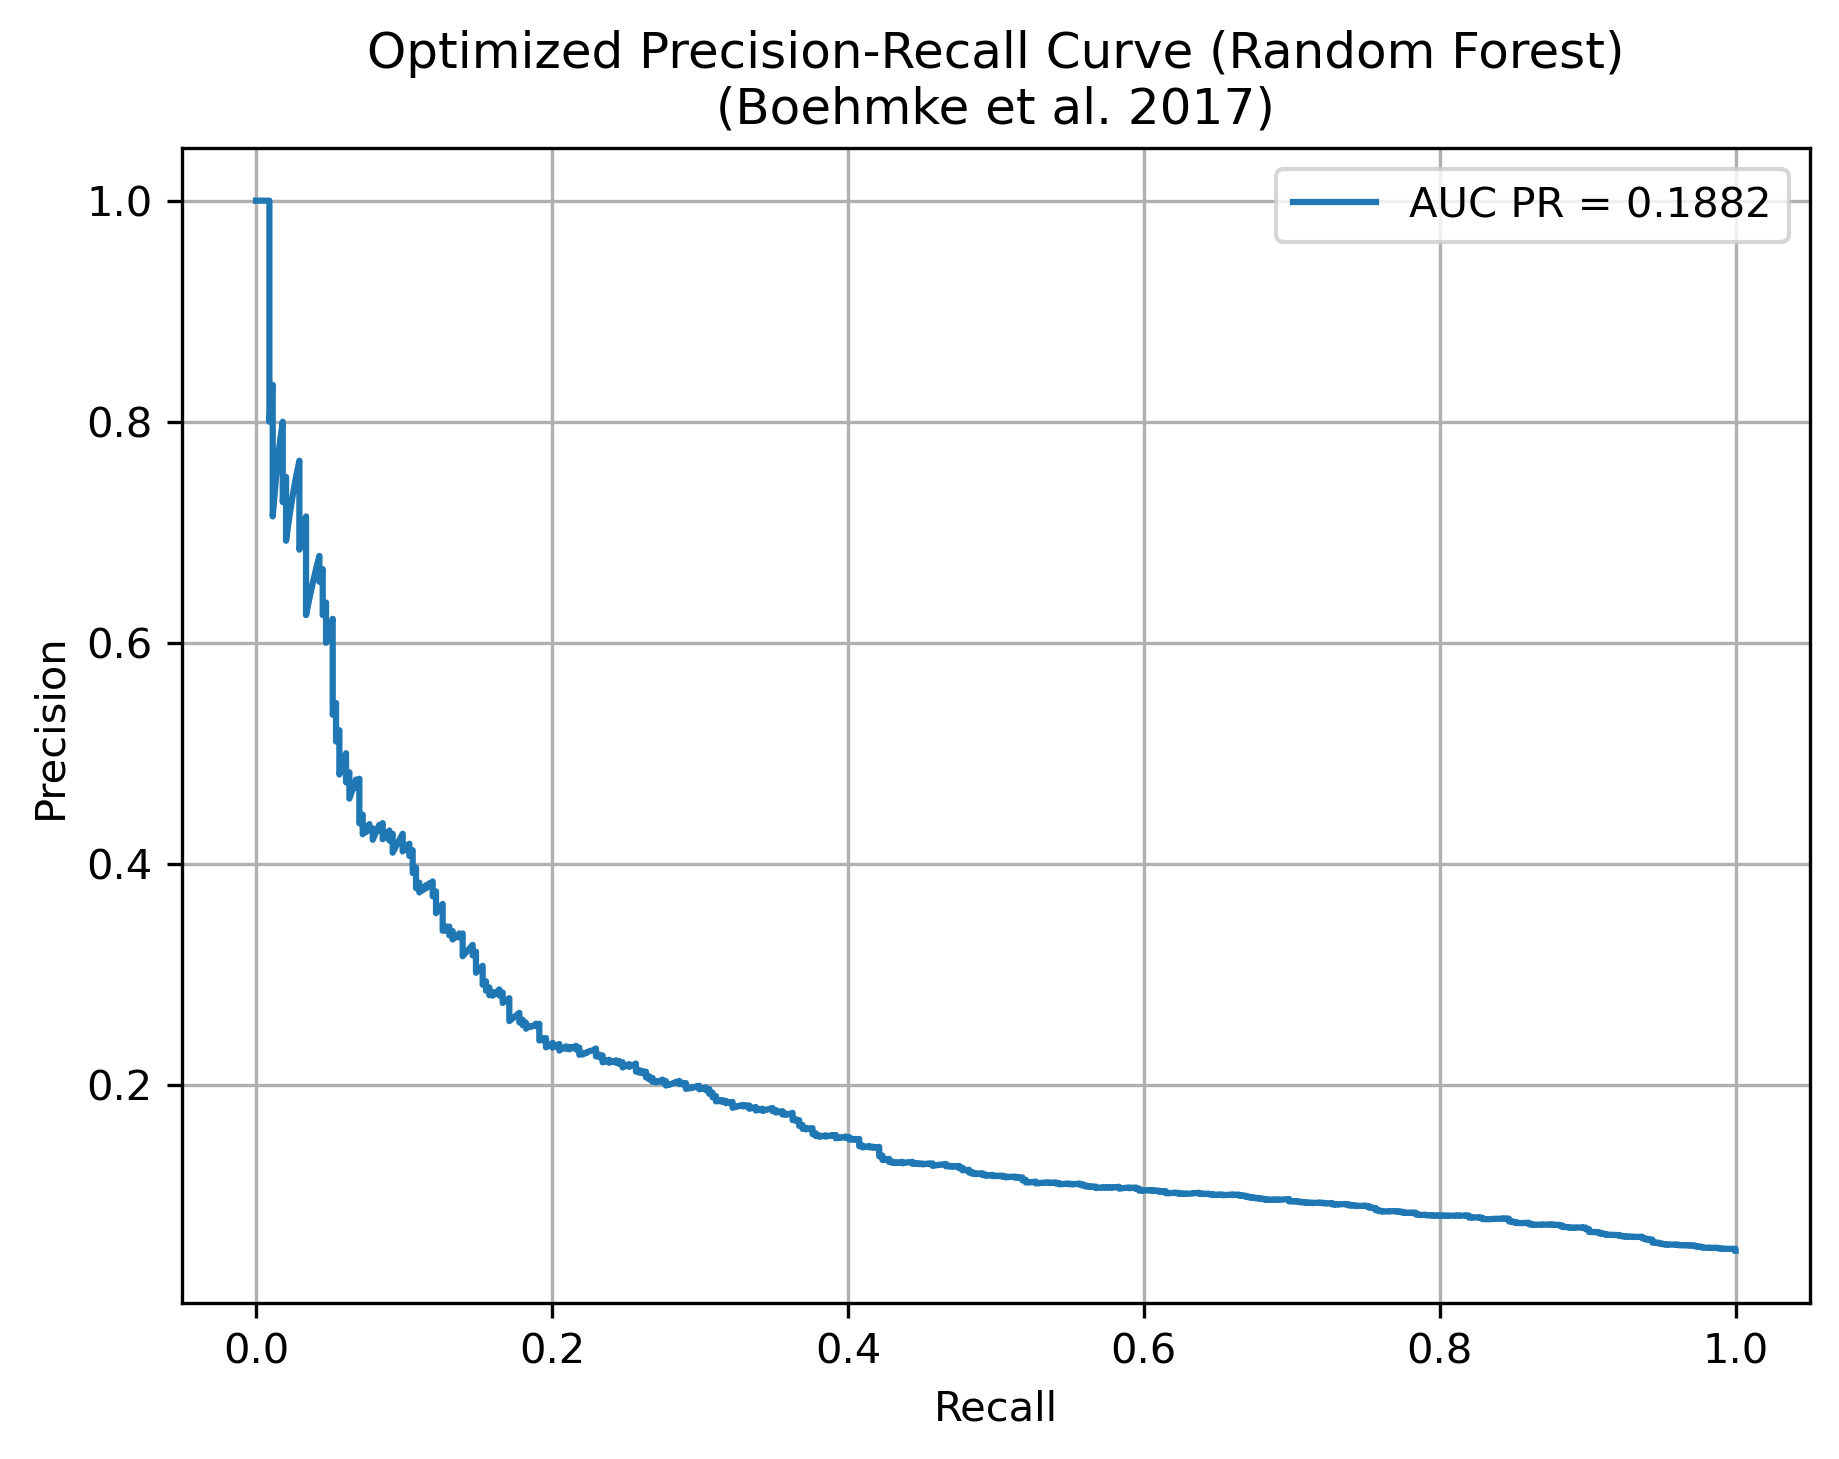 Optimized Precision-Recall Curve (Random Forest)
(Boehmke et al. 2017)
AUC PR = 0.1882
Precision
1.0
0.8
0.6
0.4
0.2
0.0
0.2
0.4
0.6
0.8
1.0
Recall